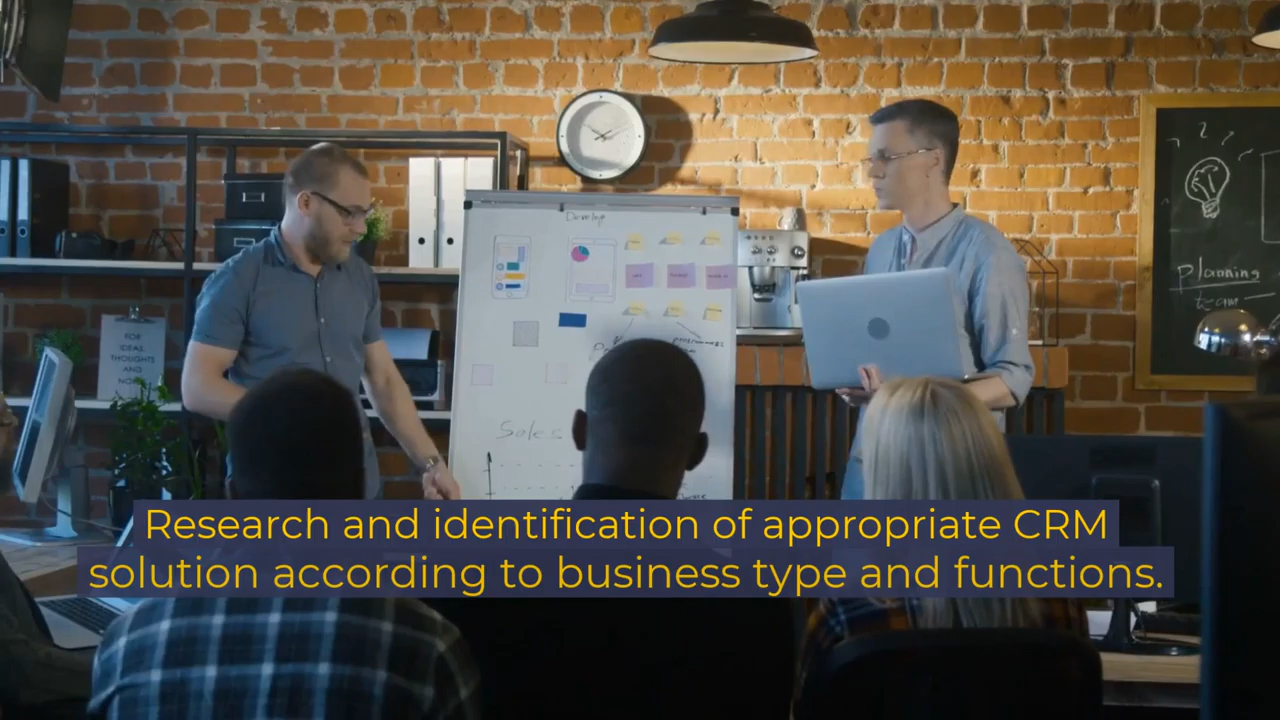 Develop
Planning
team
FOR
IDEAS,
THOUGHTS
AND
Sales
Research and identification of appropriate CRM
solution according to business type and functions.